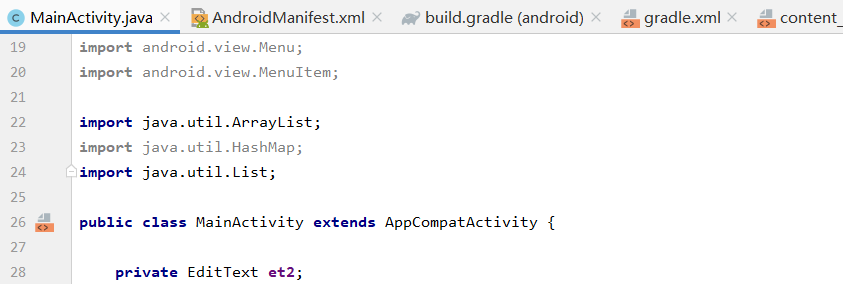 MainActivity.java AndroidManifest.xml build.gradle (android) gradle.xml content_
19 import android.view.Menu;
20 import android.view.MenuItem;
21
22 import java.util.ArrayList;
23 import java.util.HashMap;
24 import java.util.List;
25
26 public class MainActivity extends AppCompatActivity {
27
28 private EditText et2;